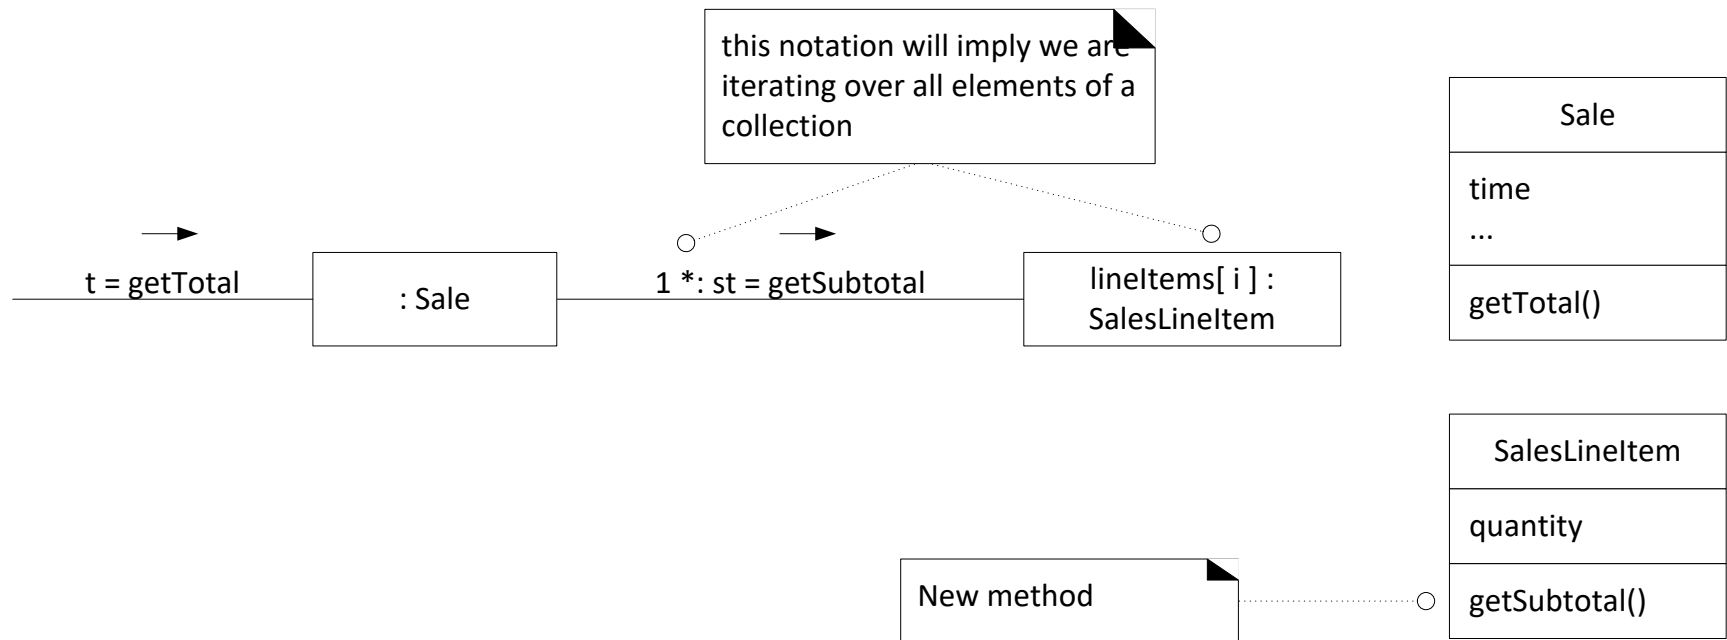 this notation will imply we are
iterating over all elements of a
collection
t = getTotal
: Sale
1 *: st = getSubtotal
lineItems[ i ] :
SalesLineItem
Sale
time
...
getTotal()
SalesLineItem
quantity
getSubtotal()
New method